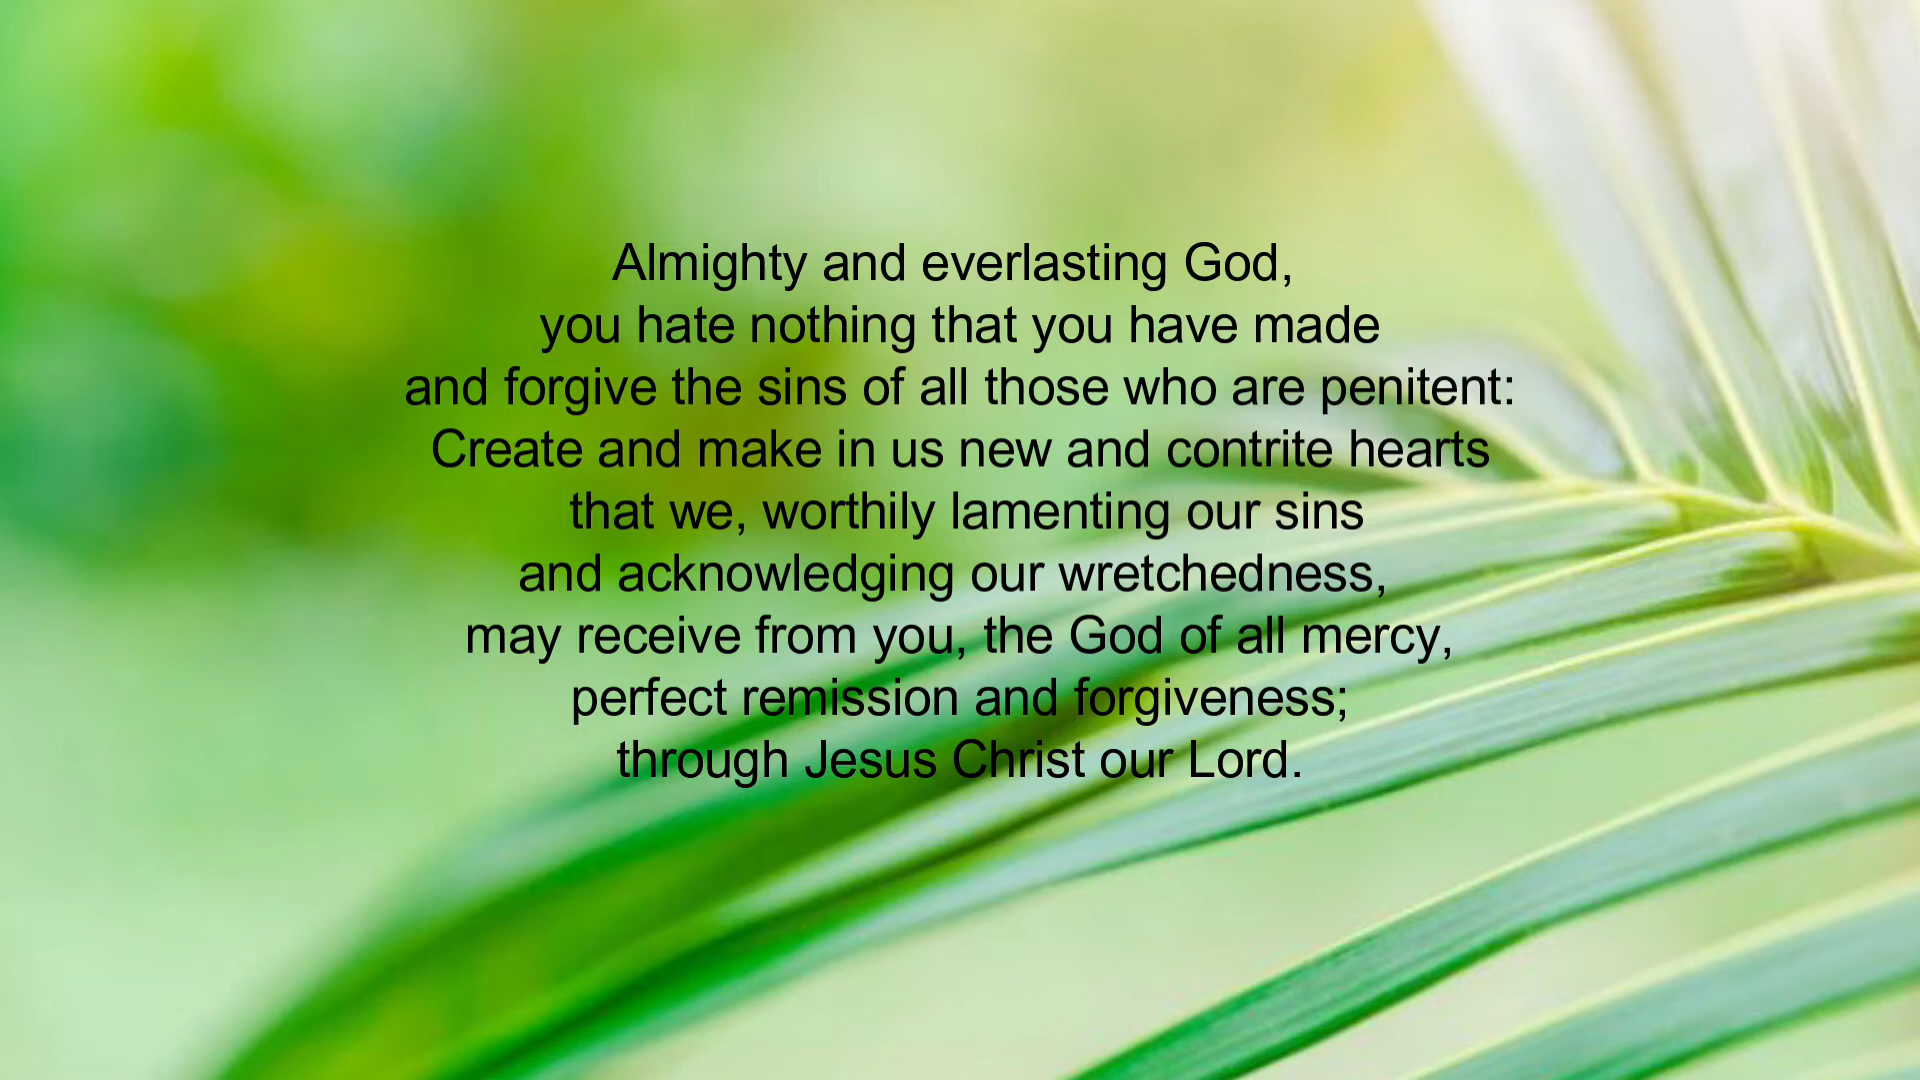 Almighty and everlasting God,
you hate nothing that you have made
and forgive the sins of all those who are penitent:
Create and make in us new and contrite hearts
that we, worthily lamenting our sins
and acknowledging our wretchedness,
may receive from you, the God of all mercy,
perfect remission and forgiveness;
through Jesus Christ our Lord.